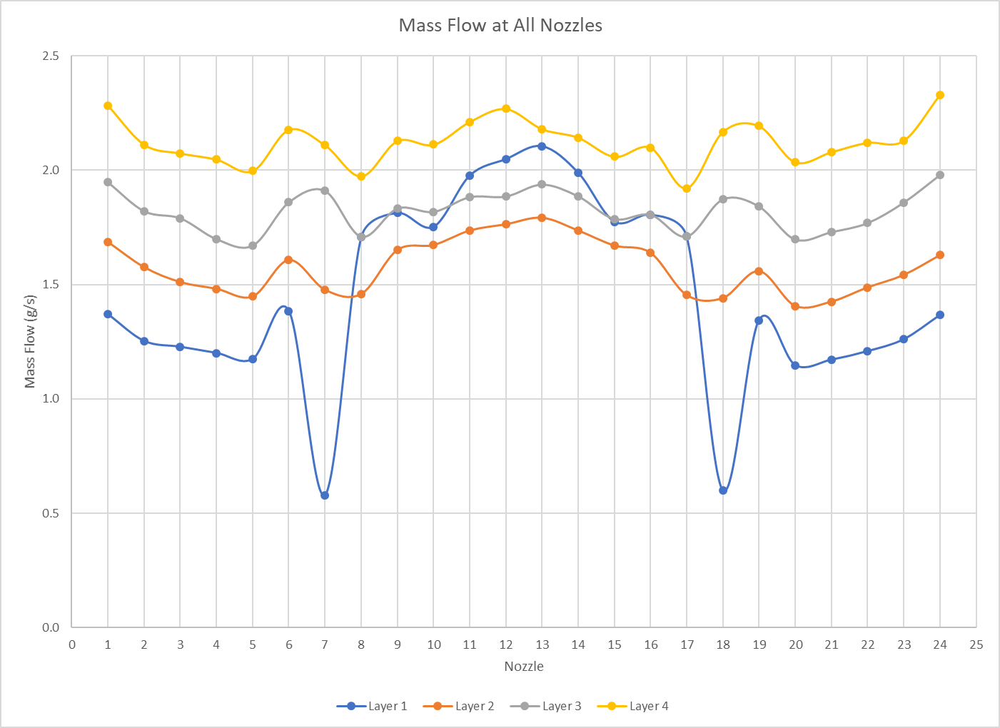 Mass Flow at All Nozzles
2.5
2.0
1.5
1.0
0.5
0.0
Mass Flow (g/s)
0 1 2 3 4 5 6 7 8 9 10 11 12 13 14 15 16 17 18 19 20 21 22 23 24 25
Nozzle
Layer 1 Layer 2 Layer 3 Layer 4